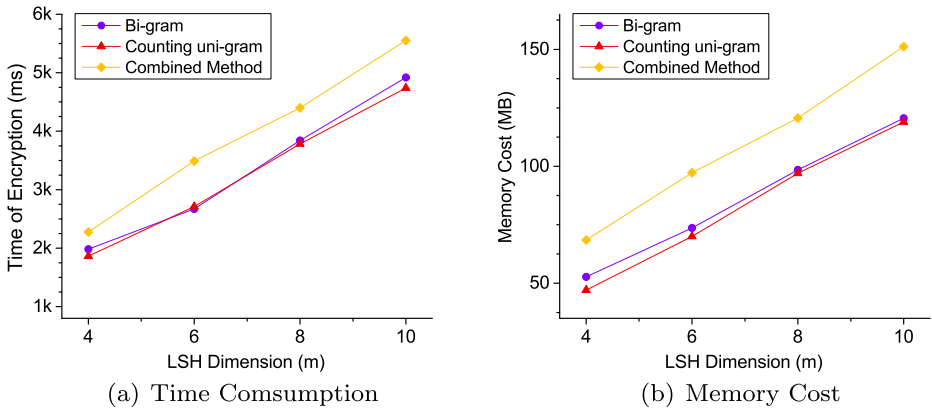 6k
5k
4k
3k
2k
1k
Time of Encryption (ms)
Bi-gram
Counting uni-gram
Combined Method
4 6 8 10
LSH Dimension (m)
(a) Time Comsumption
150
100
50
Memory Cost (MB)
Bi-gram
Counting uni-gram
Combined Method
4 6 8 10
LSH Dimension (m)
(b) Memory Cost